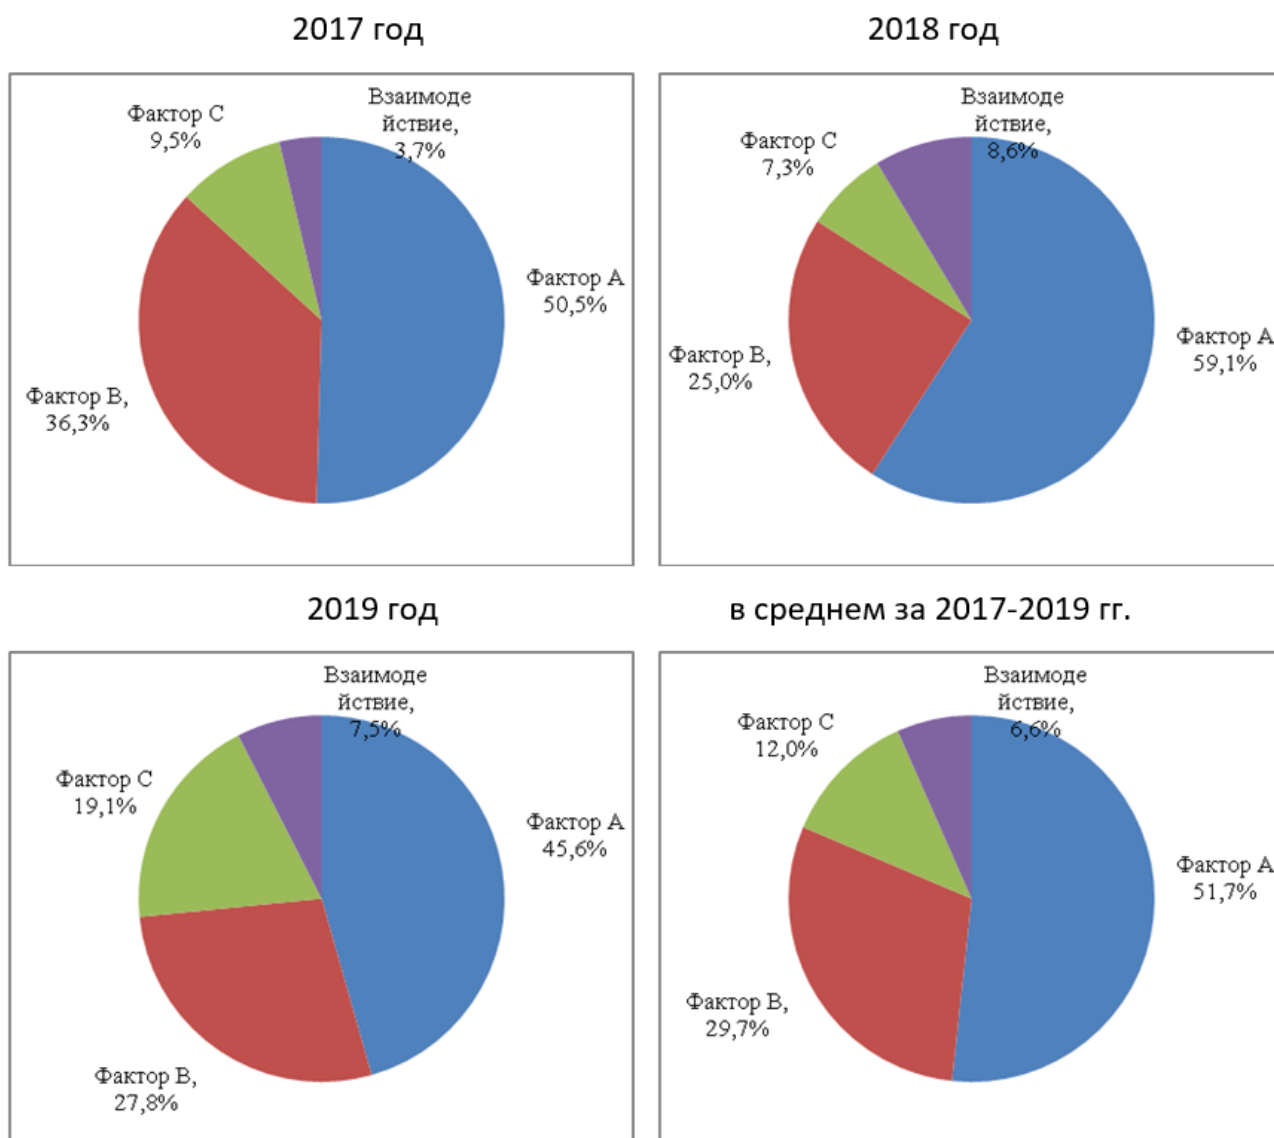 2017 год
Взаимоде
йствие,
3,7%
Фактор С
9,5%
Фактор А
50,5%
Фактор В,
36,3%
2018 год
Взаимоде
йствие,
8,6%
Фактор С
7,3%
Фактор А
59,1%
Фактор В,
25,0%
2019 год
Взаимоде
йствие,
7,5%
Фактор С
19,1%
Фактор А
45,6%
Фактор В,
27,8%
в среднем за 2017-2019 гг.
Взаимоде
йствие,
6,6%
Фактор С
12,0%
Фактор А
51,7%
Фактор В,
29,7%